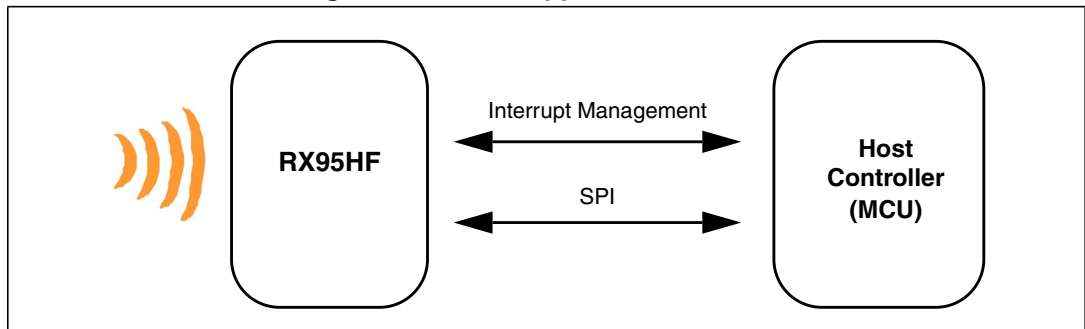 RX95HF
Interrupt Management
SPI
Host
Controller
(MCU)